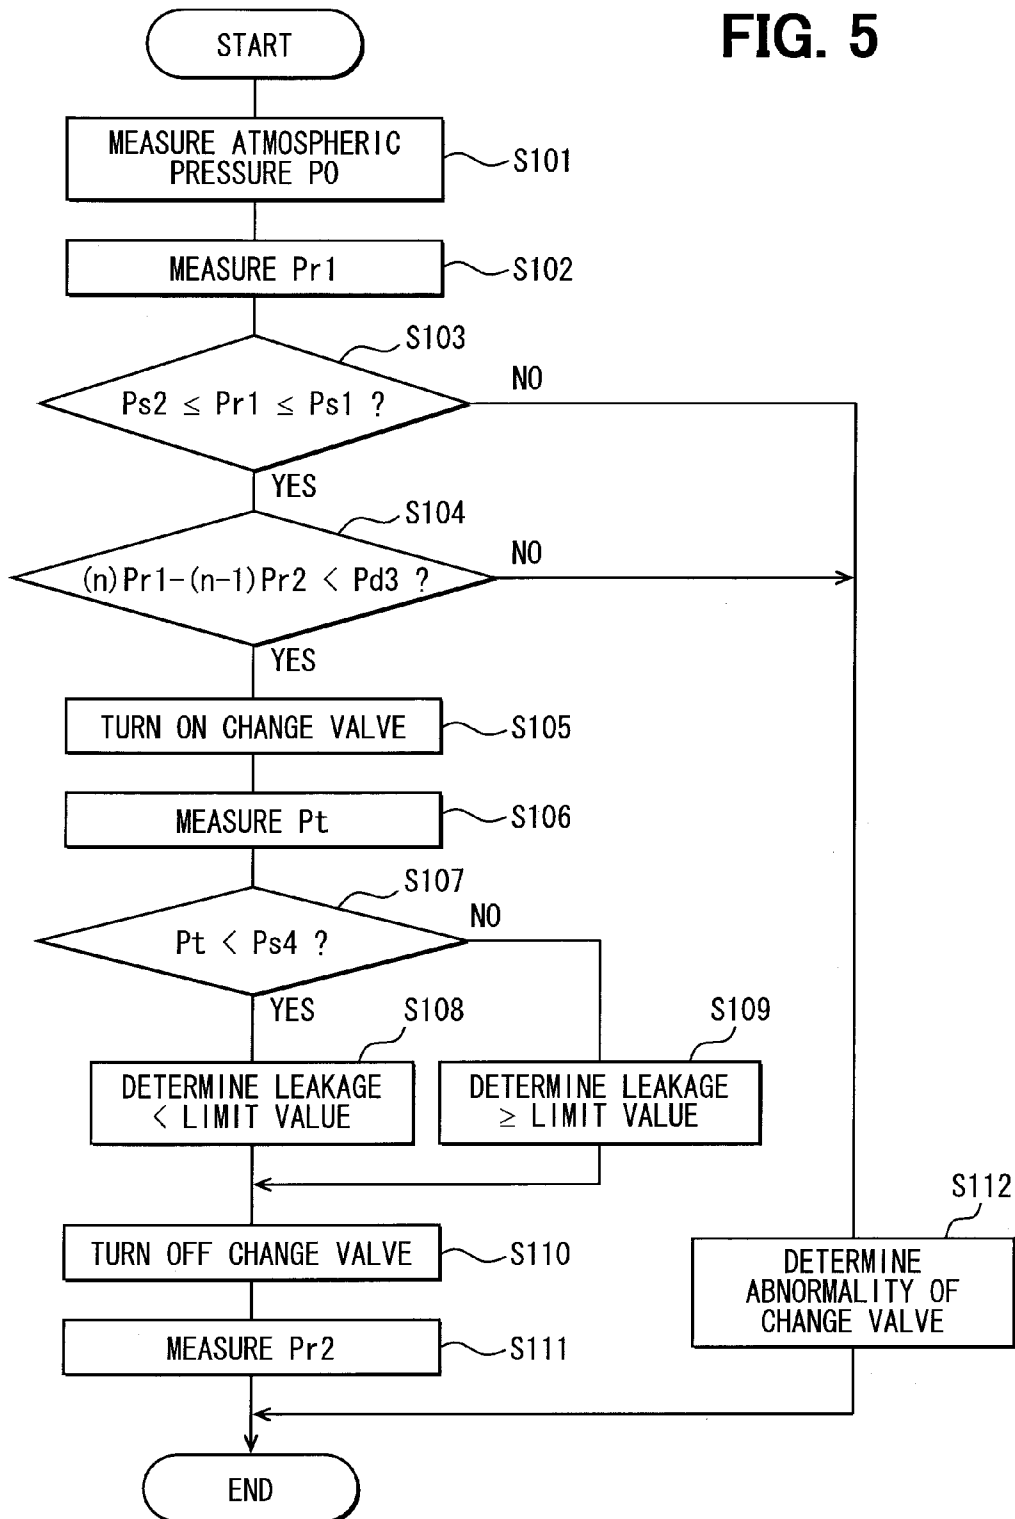 FIG. 5
START
MEASURE ATMOSPHERIC
PRESSURE P0
S101
MEASURE Pr1
S102
S103
Ps2 ≤ Pr1 ≤ Ps1 ?
NO
YES
S104
(n)Pr1-(n-1)Pr2 < Pd3 ?
NO
YES
TURN ON CHANGE VALVE
S105
MEASURE Pt
S106
S107
Pt < Ps4 ?
NO
YES
S108
DETERMINE LEAKAGE
< LIMIT VALUE
S109
DETERMINE LEAKAGE
≥ LIMIT VALUE
TURN OFF CHANGE VALVE
S110
S112
DETERMINE
ABNORMALITY OF
CHANGE VALVE
MEASURE Pr2
S111
END